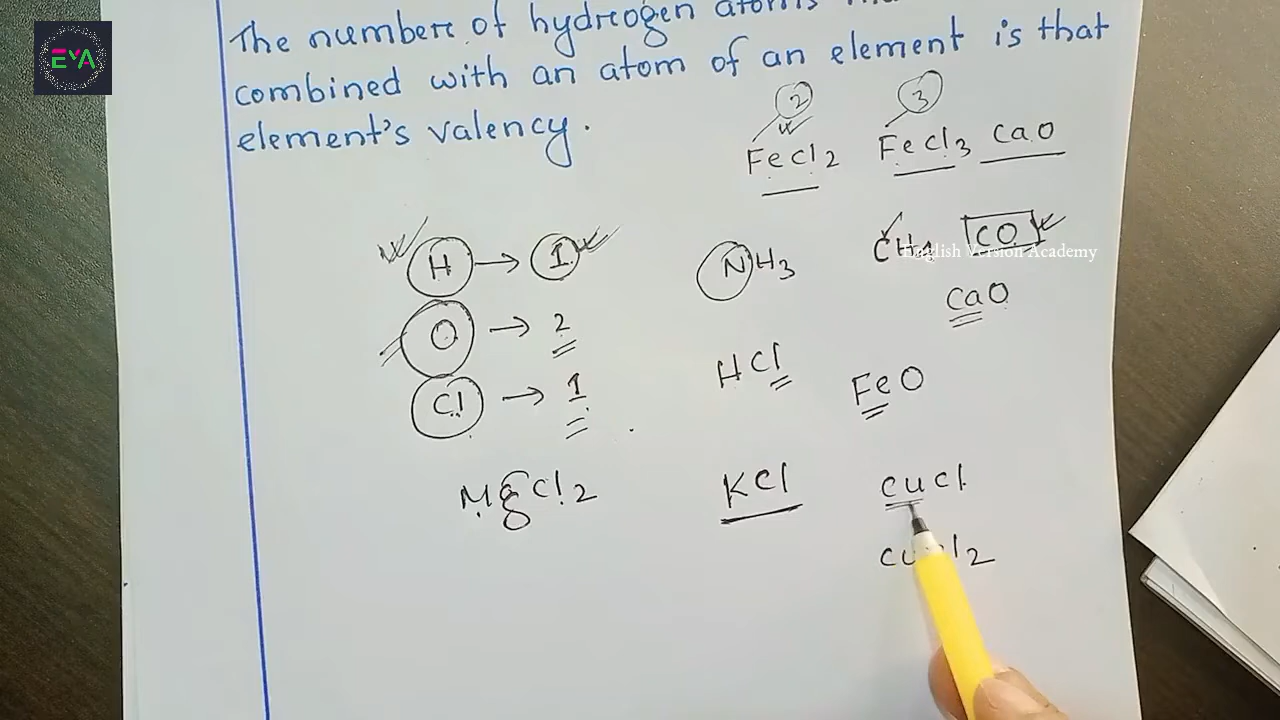 EVA
The numbere of hydrogen atoms
combined with an atom of an element is that
element's valency.
2 3
FeCl2 FeCl3 CaO
H → 1 NH3 CH4 CO
English Version Academy
CaO
O → 2
HCl FeO
Cl → 1
MgCl2 KCl CuCl
CuCl2